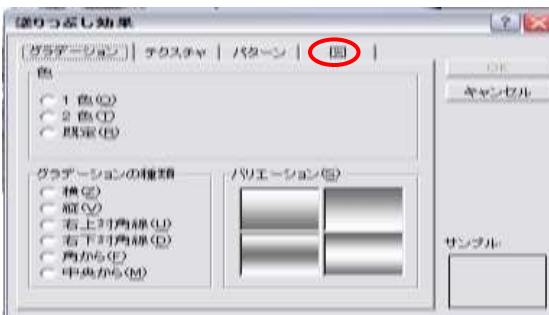 塗りつぶし効果
グラデーション テクスチャ パターン 図
色
1 色(O)
2 色(T)
既定(R)
OK
キャンセル
グラデーションの種類
横(Z)
縦(V)
右上対角線(U)
右下対角線(D)
角から(F)
中央から(M)
バリエーション(S)
サンプル: